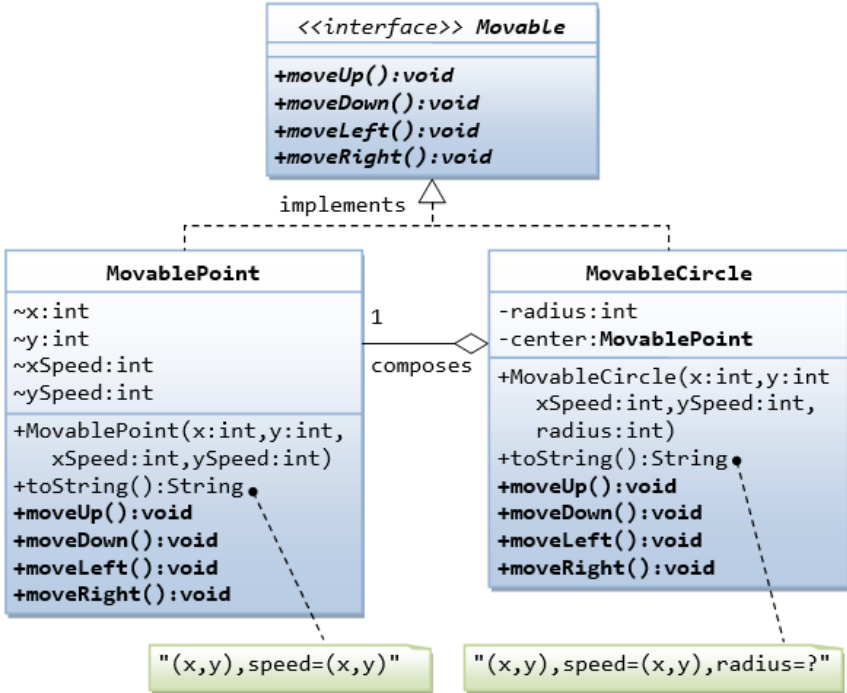 <<interface>> Movable
+moveUp():void
+moveDown():void
+moveLeft():void
+moveRight():void
implements
MovablePoint
~x:int
~y:int
~xSpeed:int
~ySpeed:int
+MovablePoint(x:int,y:int,
xSpeed:int,ySpeed:int)
+toString():String
+moveUp():void
+moveDown():void
+moveLeft():void
+moveRight():void
1
composes
MovableCircle
-radius:int
-center:MovablePoint
+MovableCircle(x:int,y:int
xSpeed:int,ySpeed:int,
radius:int)
+toString():String
+moveUp():void
+moveDown():void
+moveLeft():void
+moveRight():void
"(x,y),speed=(x,y)"
"(x,y),speed=(x,y),radius=?"